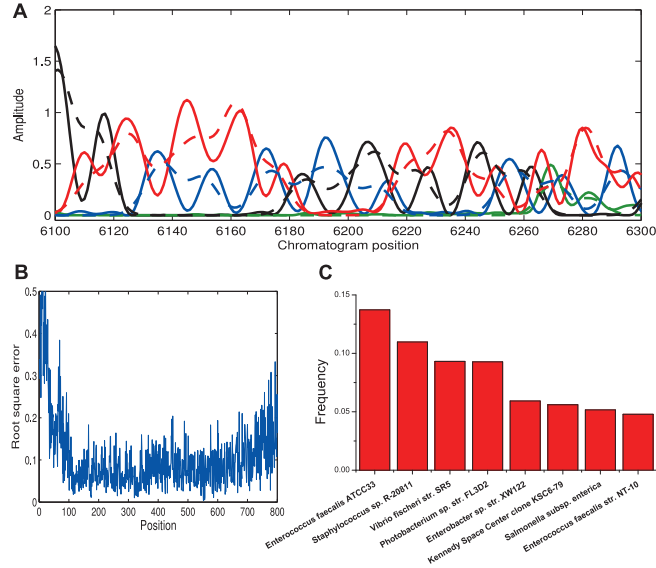 A
2
1.5
1
0.5
0
Amplitude
6100 6120 6140 6160 6180 6200 6220 6240 6260 6280 6300
Chromatogram position
B
0.5
0.4
0.3
0.2
0.1
0
Root square error
0 100 200 300 400 500 600 700 800
Position
C
0.15
0.10
0.05
0.00
Frequency
Enterococcus faecalis ATCC33
Staphylococcus sp. R-20811
Vibrio fischeri str. SR5
Photobacterium sp. str. FL3D2
Enterobacter sp. str. XW122
Kennedy Space Center clone KSC6-79
Salmonella subsp. enterica
Enterococcus faecalis str. NT-10